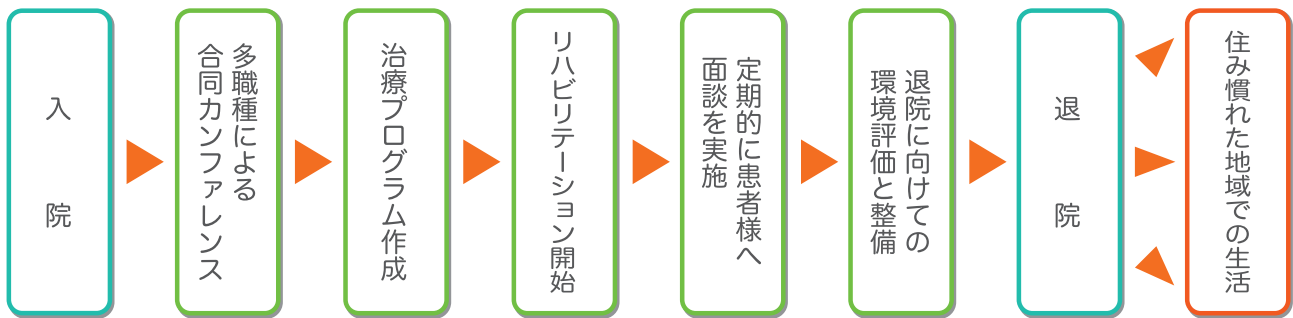 入院
多職種による
合同カンファレンス
治療プログラム作成
リハビリテーション開始
定期的に患者様へ
面談を実施
退院に向けての
環境評価と整備
退院
住み慣れた地域での生活